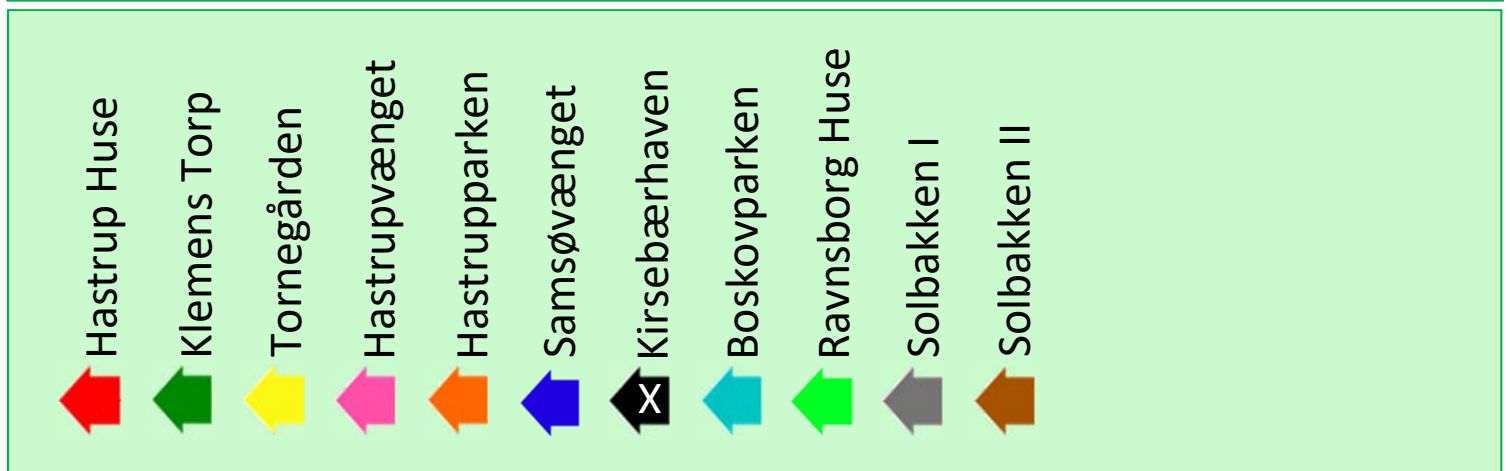 Hastrup Huse
Klemens Torp
Tornegården
Hastrupvænget
Hastrupparken
Samsøvænget
X Kirsebærhaven
Boskovparken
Ravnsborg Huse
Solbakken I
Solbakken II